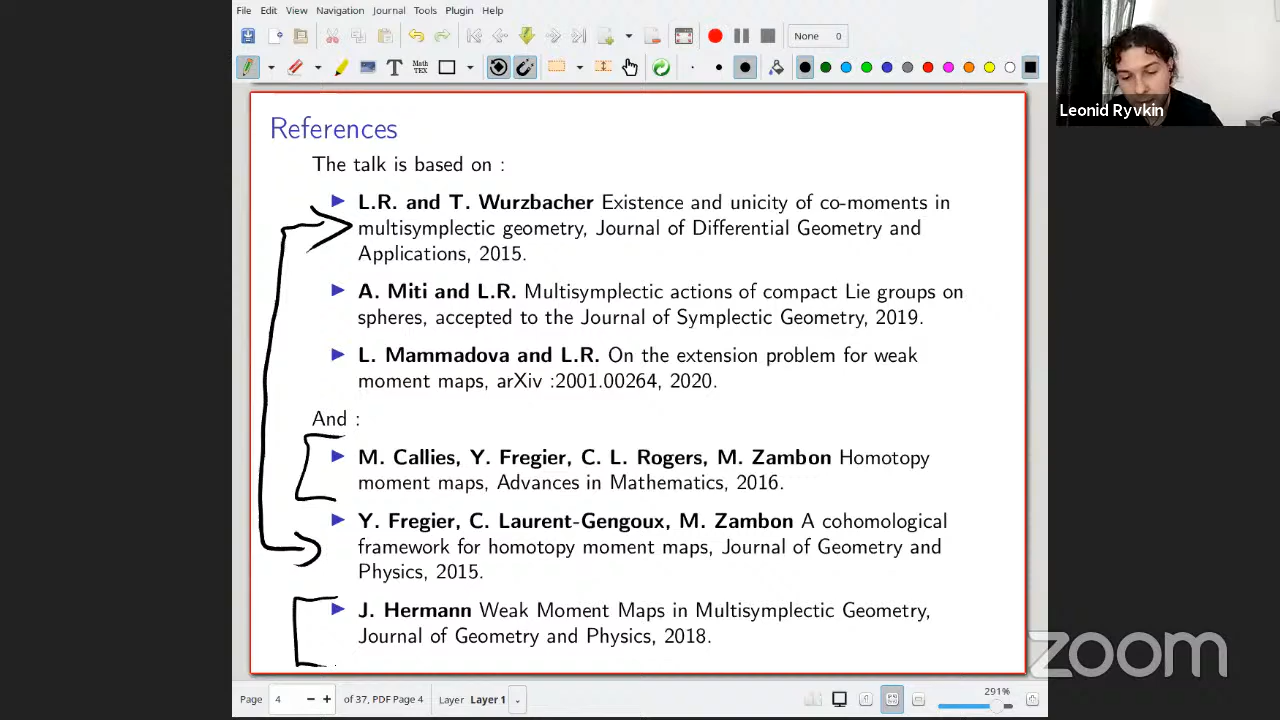 File Edit View Navigation Journal Tools Plugin Help
None 0
T Math TEX
Leonid Ryvkin
References
The talk is based on :
L.R. and T. Wurzbacher Existence and unicity of co-moments in
multisymplectic geometry, Journal of Differential Geometry and
Applications, 2015.
A. Miti and L.R. Multisymplectic actions of compact Lie groups on
spheres, accepted to the Journal of Symplectic Geometry, 2019.
L. Mammadova and L.R. On the extension problem for weak
moment maps, arXiv :2001.00264, 2020.
And :
M. Callies, Y. Fregier, C. L. Rogers, M. Zambon Homotopy
moment maps, Advances in Mathematics, 2016.
Y. Fregier, C. Laurent-Gengoux, M. Zambon A cohomological
framework for homotopy moment maps, Journal of Geometry and
Physics, 2015.
J. Hermann Weak Moment Maps in Multisymplectic Geometry,
Journal of Geometry and Physics, 2018.
zoom
Page 4 − + of 37, PDF Page 4 Layer Layer 1 291%